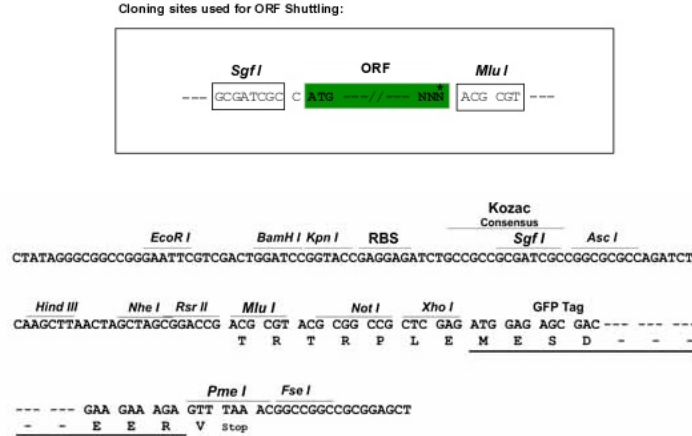 Cloning sites used for ORF Shuttling:
Sgf I ORF Mlu I
--- GCGATCGC C ATG ---//--- NNN * ACG CGT ---
Kozac
Consensus
EcoR I BamH I Kpn I RBS Sgf I Asc I
CTATAGGGCGGCCGGGAATTCGTCGACTGGATCCGGTACCGAGGAGATCTGCCGCCGCGATCGCCGGCGCGCCAGATCT
Hind III Nhe I Rsr II Mlu I Not I Xho I GFP Tag
CAAGCTTAACTAGCTAGCGGACCG ACG CGT ACG CGG CCG CTC GAG ATG GAG AGC GAC--- --- ---
T R T R P L E M E S D - - -
Pme I Fse I
--- --- GAA GAA AGA GTT TAA ACGGCCGGCCGCGGAGCT
- - E E R V Stop